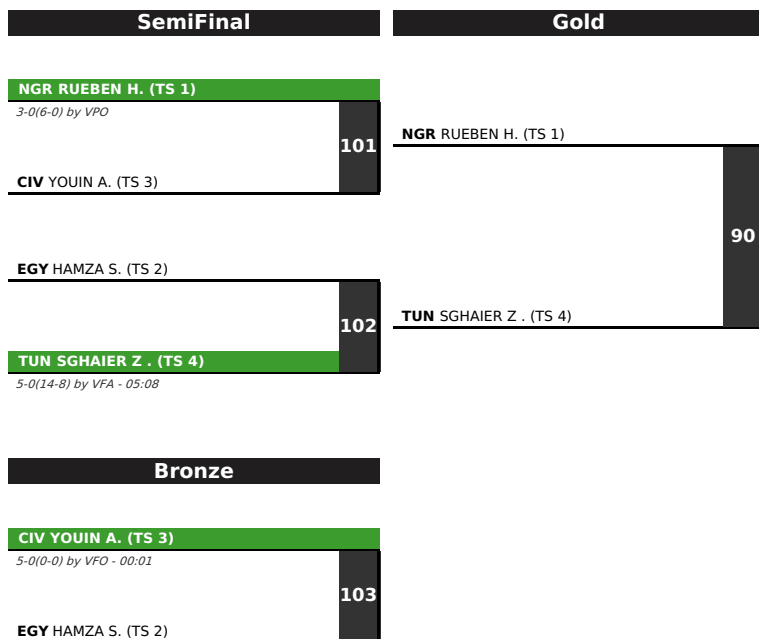 SemiFinal
Gold
NGR RUEBEN H. (TS 1)
3-0(6-0) by VPO
101
CIV YOUIN A. (TS 3)
EGY HAMZA S. (TS 2)
102
TUN SGHAIER Z . (TS 4)
5-0(14-8) by VFA - 05:08
NGR RUEBEN H. (TS 1)
90
TUN SGHAIER Z . (TS 4)
Bronze
CIV YOUIN A. (TS 3)
5-0(0-0) by VFO - 00:01
103
EGY HAMZA S. (TS 2)